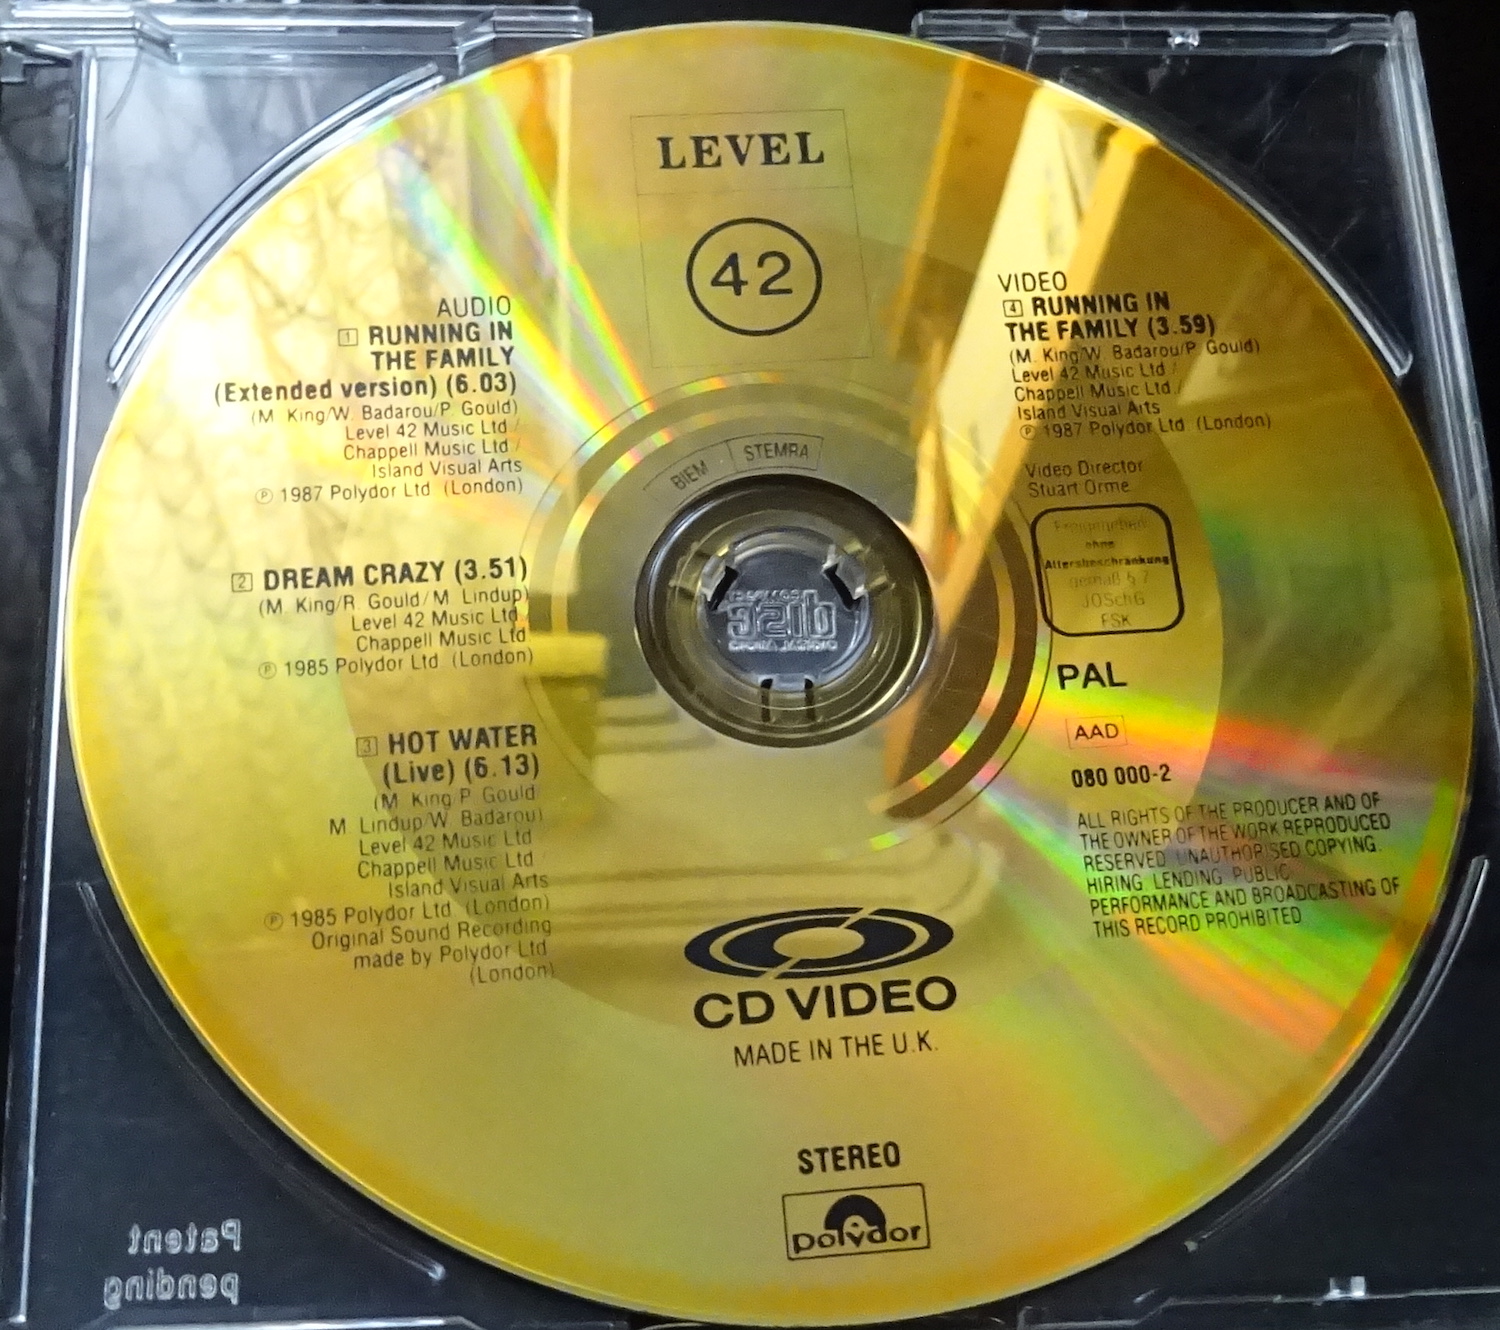 LEVEL
42
AUDIO
1 RUNNING IN
THE FAMILY
(Extended version) (6.03)
(M. King/W. Badarou/P. Gould)
Level 42 Music Ltd /
Chappell Music Ltd /
Island Visual Arts
℗ 1987 Polydor Ltd. (London)
2 DREAM CRAZY (3.51)
(M. King/R. Gould/M. Lindup)
Level 42 Music Ltd /
Chappell Music Ltd
℗ 1985 Polydor Ltd. (London)
3 HOT WATER
(Live) (6.13)
(M. King P. Gould
M. Lindup/W. Badarou)
Level 42 Music Ltd
Chappell Music Ltd
Island Visual Arts
℗ 1985 Polydor Ltd. (London)
Original Sound Recording
made by Polydor Ltd.
(London)
BIEM STEMRA
VIDEO
4 RUNNING IN
THE FAMILY (3.59)
(M. King/W. Badarou/P. Gould)
Level 42 Music Ltd /
Chappell Music Ltd /
Island Visual Arts
℗ 1987 Polydor Ltd. (London)
Video Director
Stuart Orme
Freigegeben
ohne
Altersbeschränkung
gemäß § 7
JÖSchG
FSK
PAL
AAD
080 000-2
ALL RIGHTS OF THE PRODUCER AND OF
THE OWNER OF THE WORK REPRODUCED
RESERVED. UNAUTHORISED COPYING.
HIRING. LENDING. PUBLIC
PERFORMANCE AND BROADCASTING OF
THIS RECORD PROHIBITED
disc
CD VIDEO
MADE IN THE U.K.
STEREO
polydor
Patent
pending